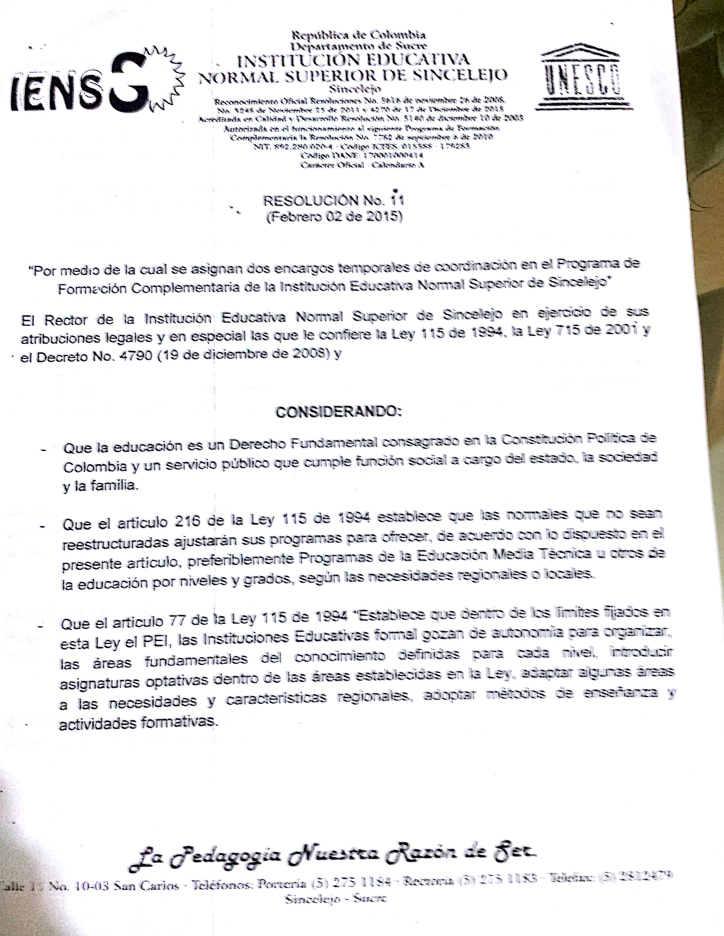 IENS
República de Colombia
Departamento de Sucre
INSTITUCIÓN EDUCATIVA
NORMAL SUPERIOR DE SINCELEJO
Sincelejo
Reconocimiento Oficial Resoluciones No. 3616 de noviembre 26 de 2008,
No. 5248 de Noviembre 25 de 2011 y 4270 de 17 de Diciembre de 2013
Acreditada en Calidad y Desarrollo Resolución No. 3160 de diciembre 10 de 2003
Autorizada en el funcionamiento al siguiente Programa de Formación
Complementaria la Resolución No. 7782 de septiembre 8 de 2010
NIT. 892.280.020-4 - Código ICFES: 015588 -
Código DANE: 170001000414
Carácter Oficial - Calendario A
UNESCO
RESOLUCIÓN No. 11
(Febrero 02 de 2015)
"Por medio de la cual se asignan dos encargos temporales de coordinación en el Programa de
Formación Complementaria de la Institución Educativa Normal Superior de Sincelejo"
El Rector de la Institución Educativa Normal Superior de Sincelejo en ejercicio de sus
atribuciones legales y en especial las que le confiere la Ley 115 de 1994, la Ley 715 de 2001 y
el Decreto No. 4790 (19 de diciembre de 2008) y
CONSIDERANDO:
- Que la educación es un Derecho Fundamental consagrado en la Constitución Política de
Colombia y un servicio público que cumple función social a cargo del estado, la sociedad
y la familia.
- Que el artículo 216 de la Ley 115 de 1994 establece que las normales que no sean
reestructuradas ajustarán sus programas para ofrecer, de acuerdo con lo dispuesto en el
presente artículo, preferiblemente Programas de la Educación Media Técnica u otros de
la educación por niveles y grados, según las necesidades regionales o locales.
- Que el artículo 77 de la Ley 115 de 1994 "Establece que dentro de los límites fijados en
esta Ley el PEI, las Instituciones Educativas formal gozan de autonomía para organizar,
las áreas fundamentales del conocimiento definidas para cada nivel, introducir
asignaturas optativas dentro de las áreas establecidas en la Ley, adaptar algunas áreas
a las necesidades y características regionales, adoptar métodos de enseñanza y
actividades formativas.
La Pedagogía Nuestra Razón de Ser.
alle No. 10-03 San Carlos - Teléfonos: Portería (5) 275 1184 - Rectoría (5) 275 1183 - Telefax: (5) 2812479
Sincelejo - Sucre